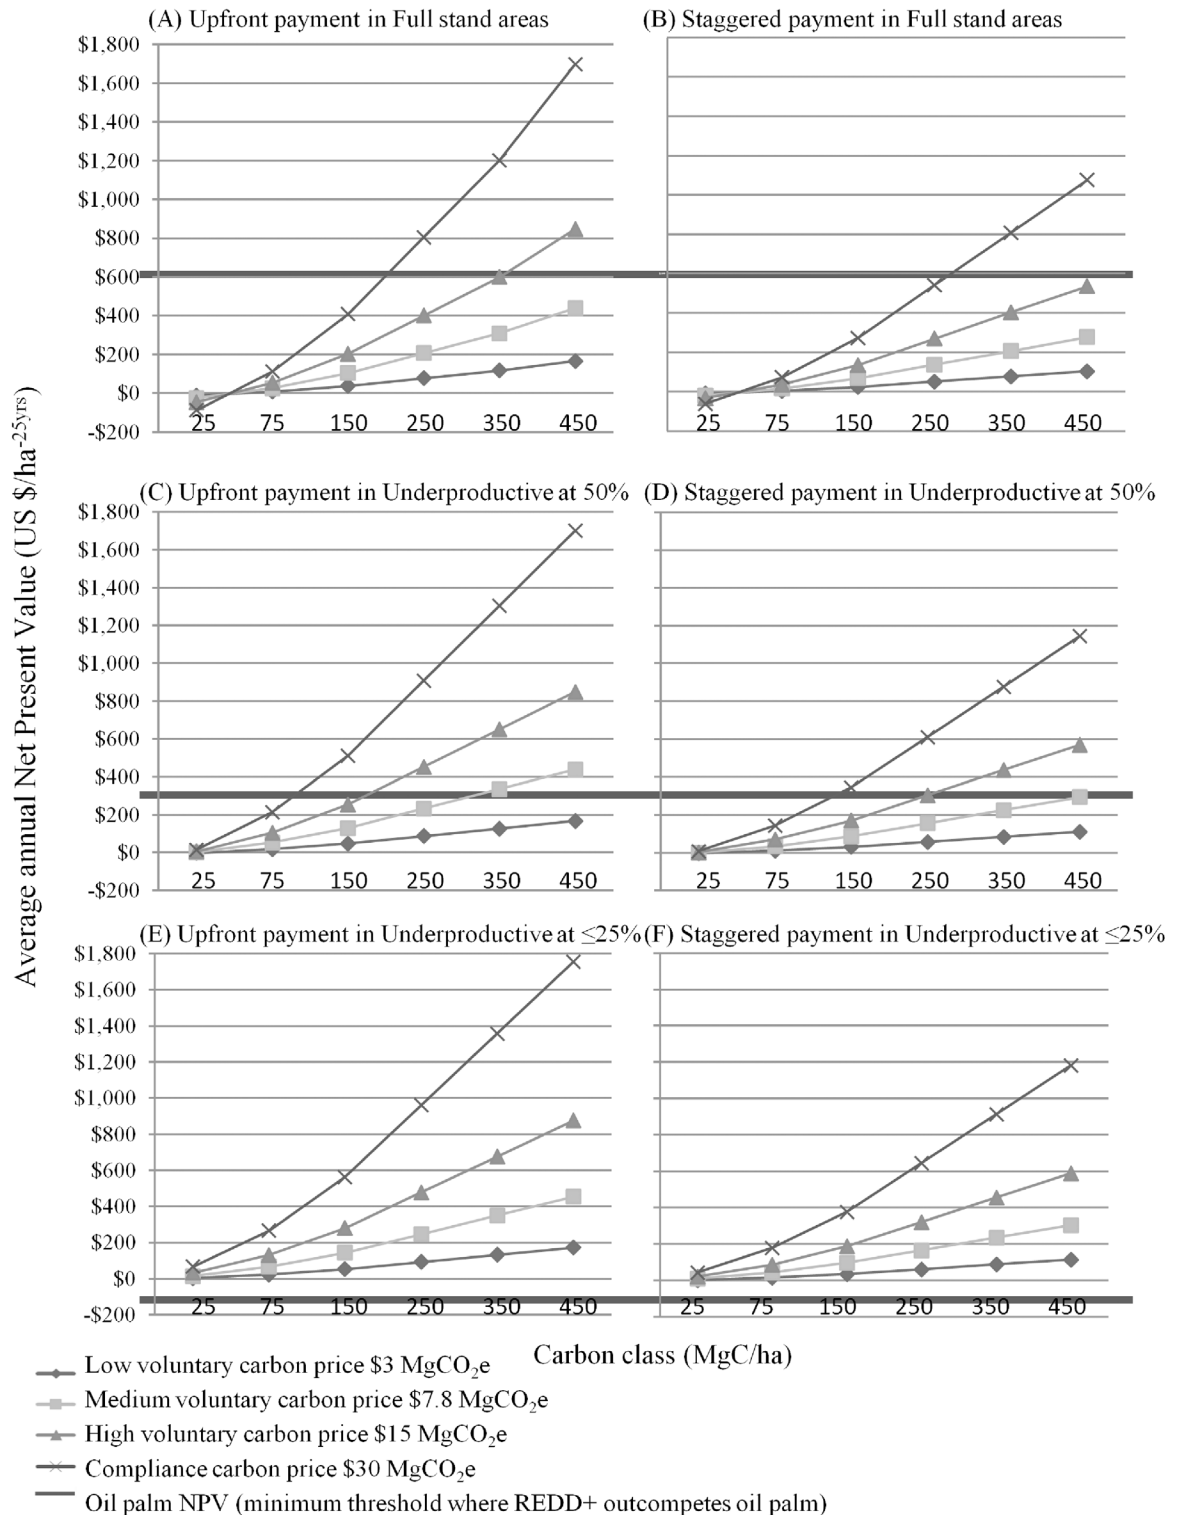 (A) Upfront payment in Full stand areas
(B) Staggered payment in Full stand areas
$1,800
$1,600
$1,400
$1,200
$1,000
$800
$600
$400
$200
$0
-$200
25 75 150 250 350 450
25 75 150 250 350 450
Average annual Net Present Value (US $/ha-25yrs)
(C) Upfront payment in Underproductive at 50%
(D) Staggered payment in Underproductive at 50%
$1,800
$1,600
$1,400
$1,200
$1,000
$800
$600
$400
$200
$0
-$200
25 75 150 250 350 450
25 75 150 250 350 450
(E) Upfront payment in Underproductive at ≤25%
(F) Staggered payment in Underproductive at ≤25%
$1,800
$1,600
$1,400
$1,200
$1,000
$800
$600
$400
$200
$0
-$200
25 75 150 250 350 450
25 75 150 250 350 450
Carbon class (MgC/ha)
Low voluntary carbon price $3 MgCO2e
Medium voluntary carbon price $7.8 MgCO2e
High voluntary carbon price $15 MgCO2e
Compliance carbon price $30 MgCO2e
Oil palm NPV (minimum threshold where REDD+ outcompetes oil palm)